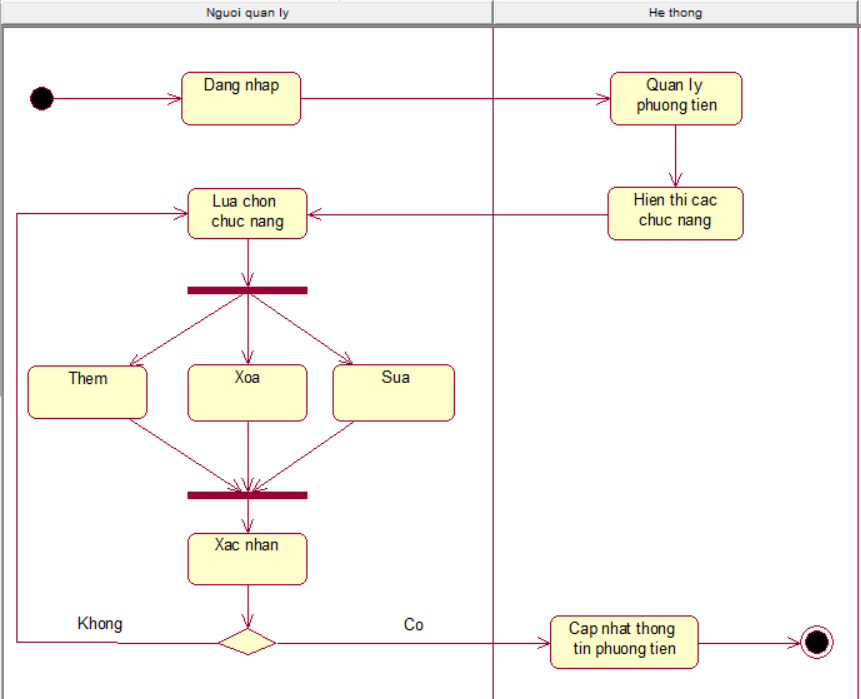 Nguoi quan ly
He thong
Dang nhap
Quan ly
phuong tien
Lua chon
chuc nang
Hien thi cac
chuc nang
Them
Xoa
Sua
Xac nhan
Khong
Co
Cap nhat thong
tin phuong tien